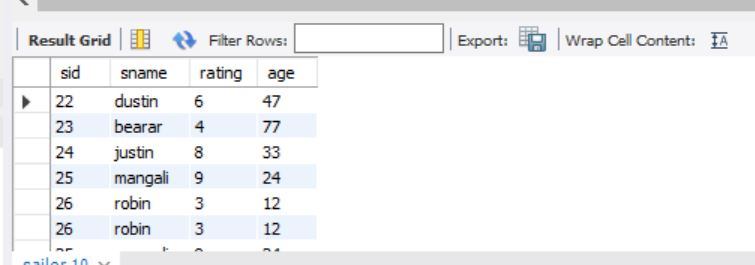 Result Grid Filter Rows: Export: Wrap Cell Content: IA
sid sname rating age
22 dustin 6 47
23 bearar 4 77
24 justin 8 33
25 mangali 9 24
26 robin 3 12
26 robin 3 12